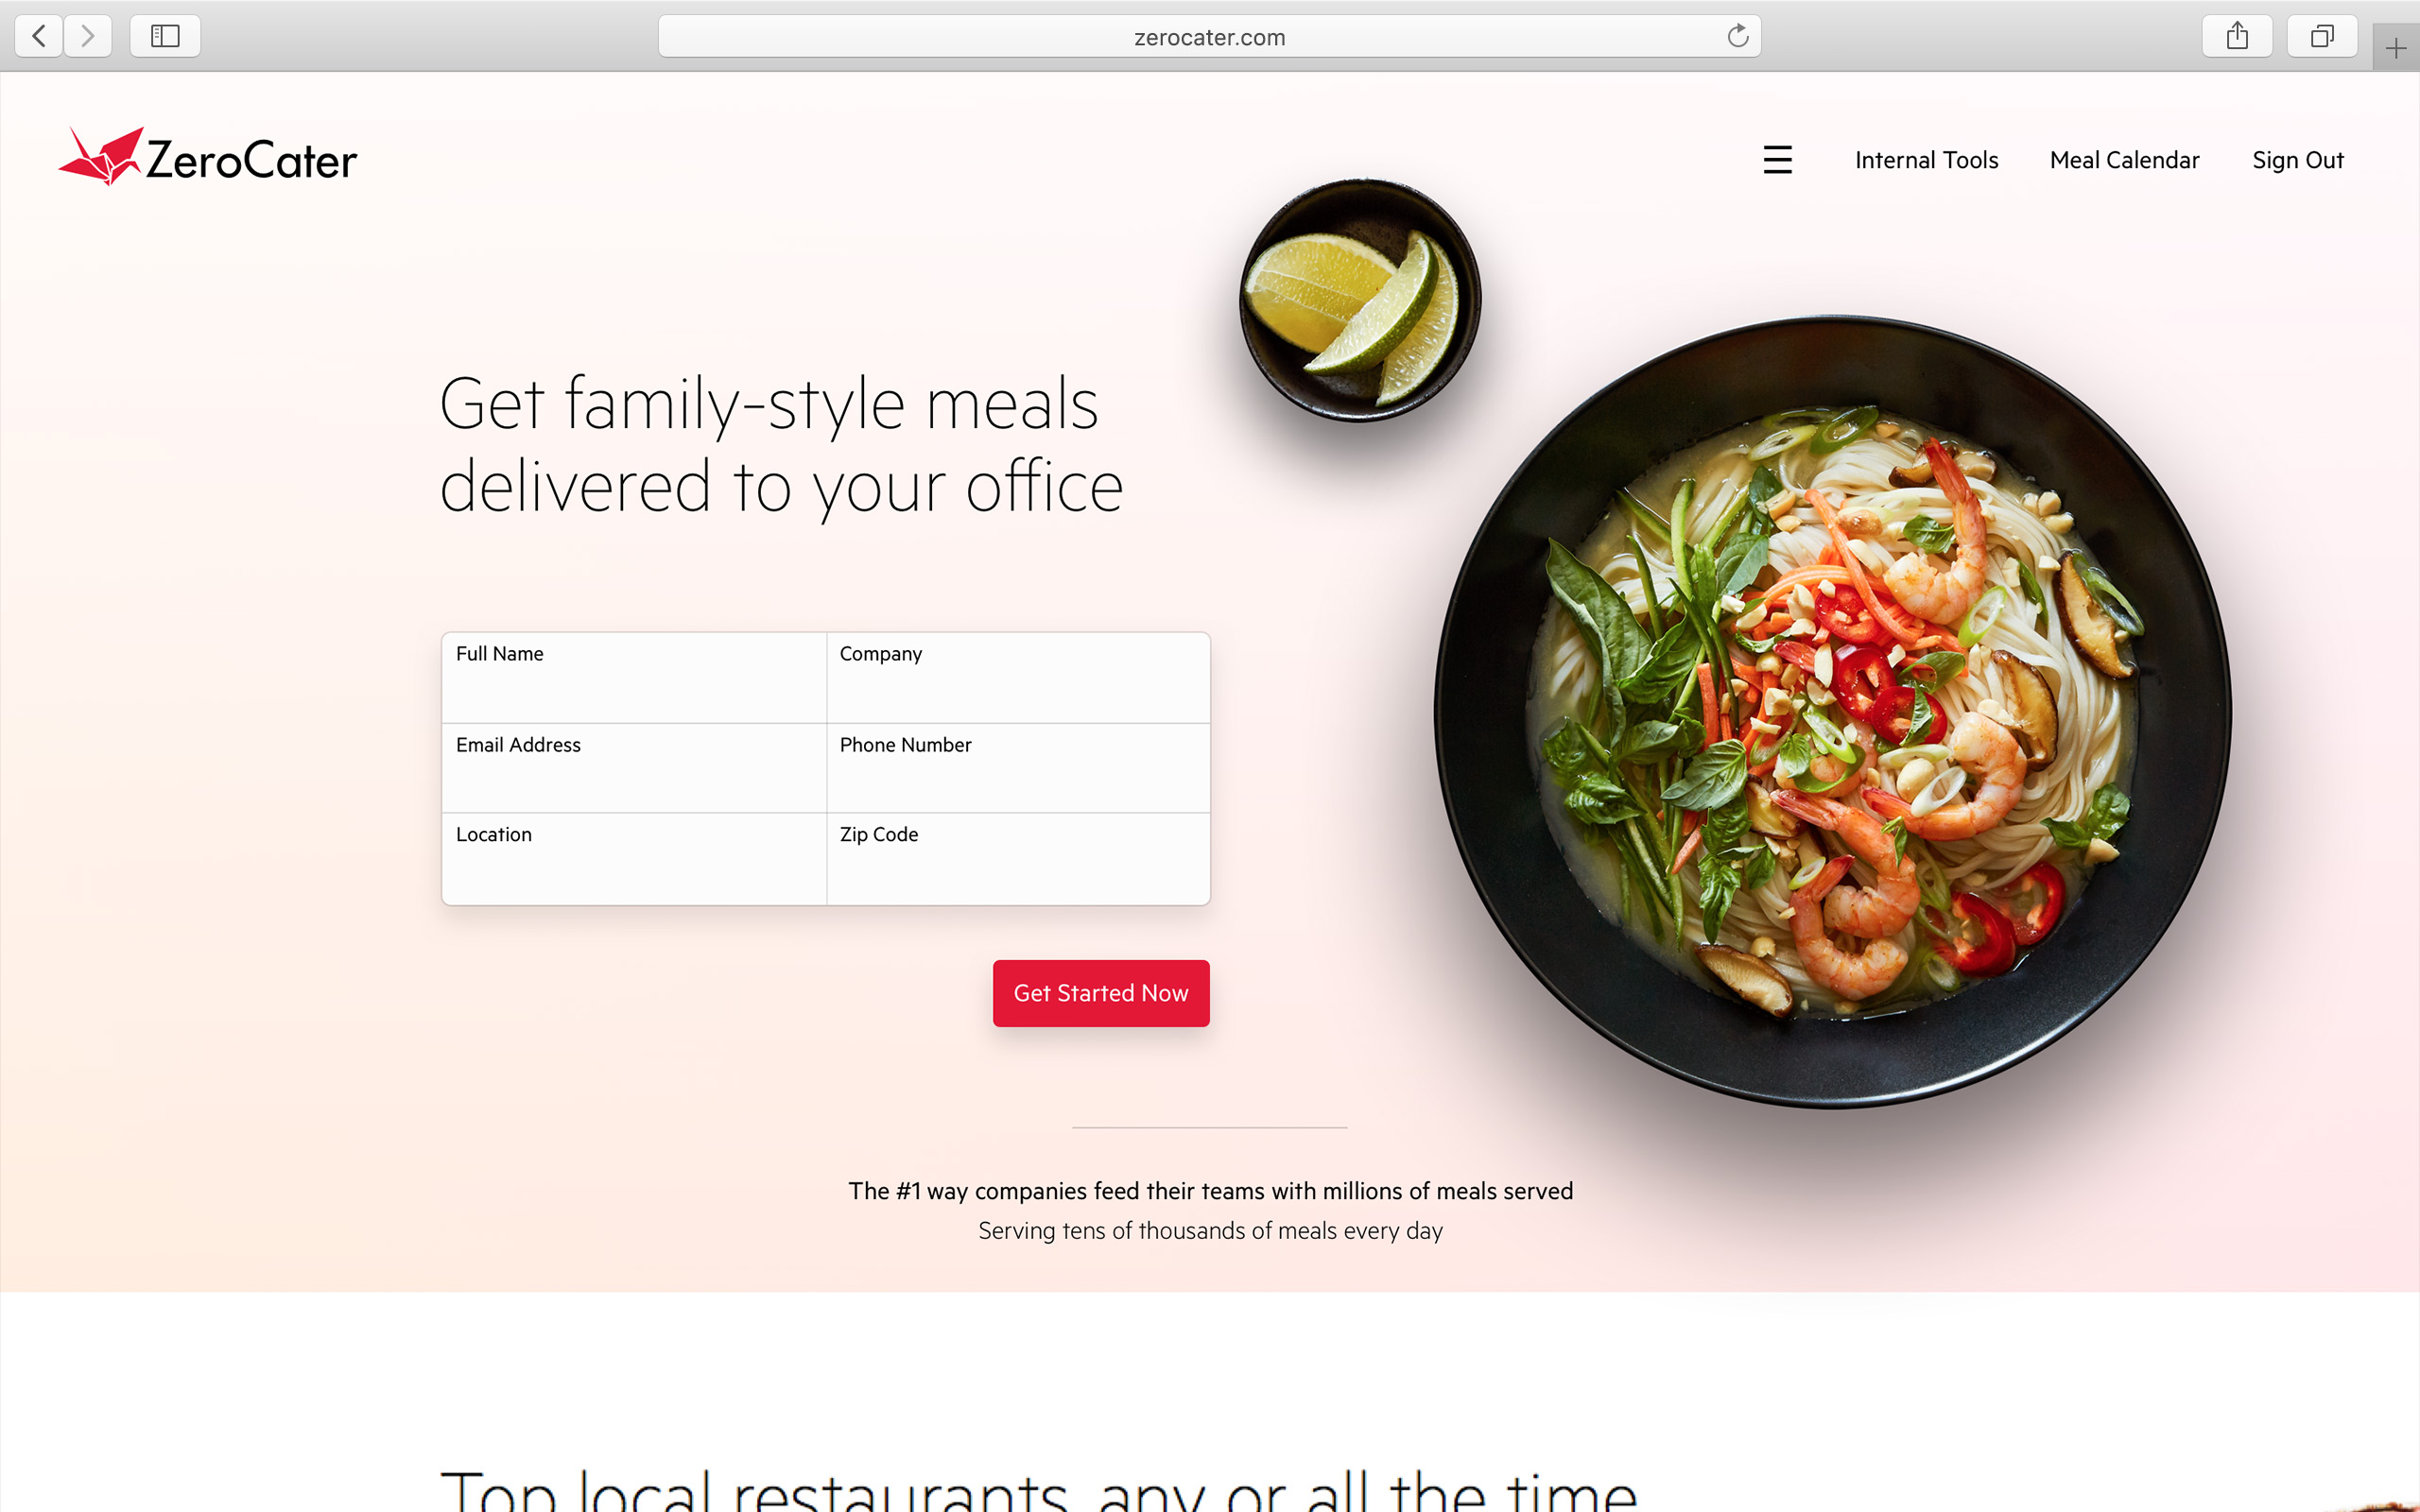 zerocater.com
ZeroCater
Internal Tools
Meal Calendar
Sign Out
Get family-style meals
delivered to your office
Full Name
Company
Email Address
Phone Number
Location
Zip Code
Get Started Now
The #1 way companies feed their teams with millions of meals served
Serving tens of thousands of meals every day
Top local restaurants, any or all the time